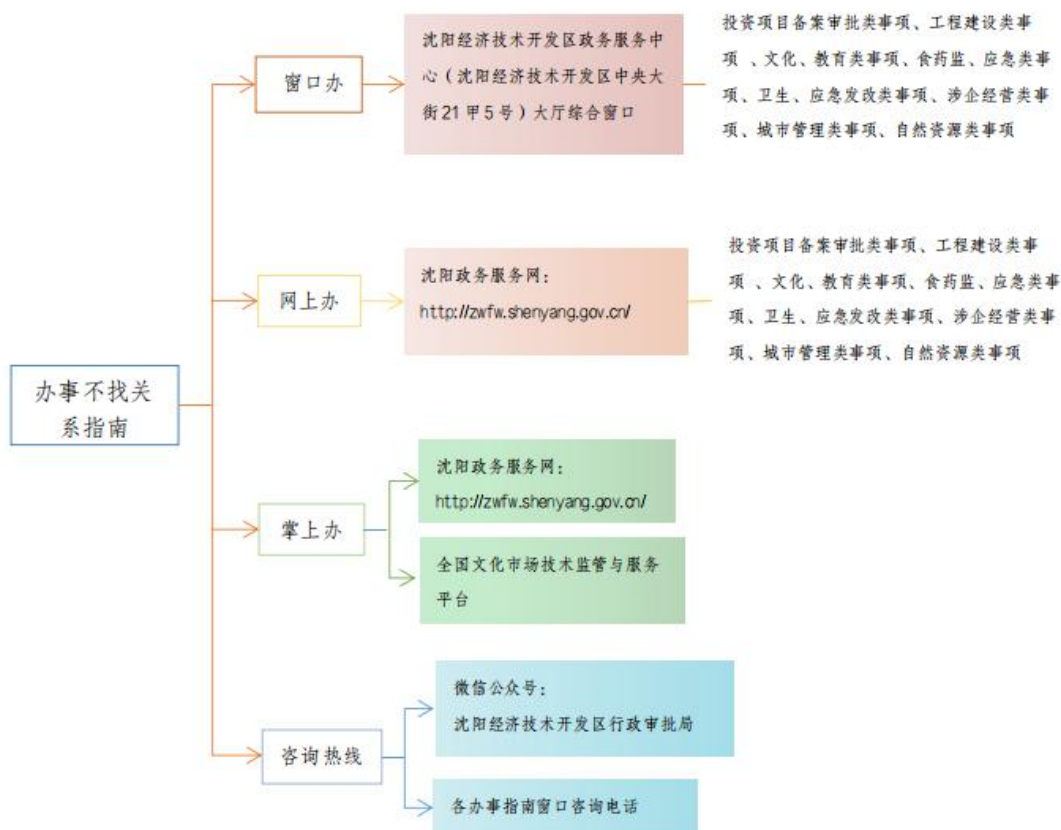 办事不找关
系指南
窗口办
沈阳经济技术开发区政务服务中
心（沈阳经济技术开发区中央大
街21甲5号）大厅综合窗口
投资项目备案审批类事项、工程建设类事
项 、文化、教育类事项、食药监、应急类事
项、卫生、应急发改类事项、涉企经营类事
项、城市管理类事项、自然资源类事项
网上办
沈阳政务服务网：
http://zwfw.shenyang.gov.cn/
投资项目备案审批类事项、工程建设类事
项 、文化、教育类事项、食药监、应急类事
项、卫生、应急发改类事项、涉企经营类事
项、城市管理类事项、自然资源类事项
掌上办
沈阳政务服务网：
http://zwfw.shenyang.gov.cn/
全国文化市场技术监管与服务
平台
咨询热线
微信公众号：
沈阳经济技术开发区行政审批局
各办事指南窗口咨询电话